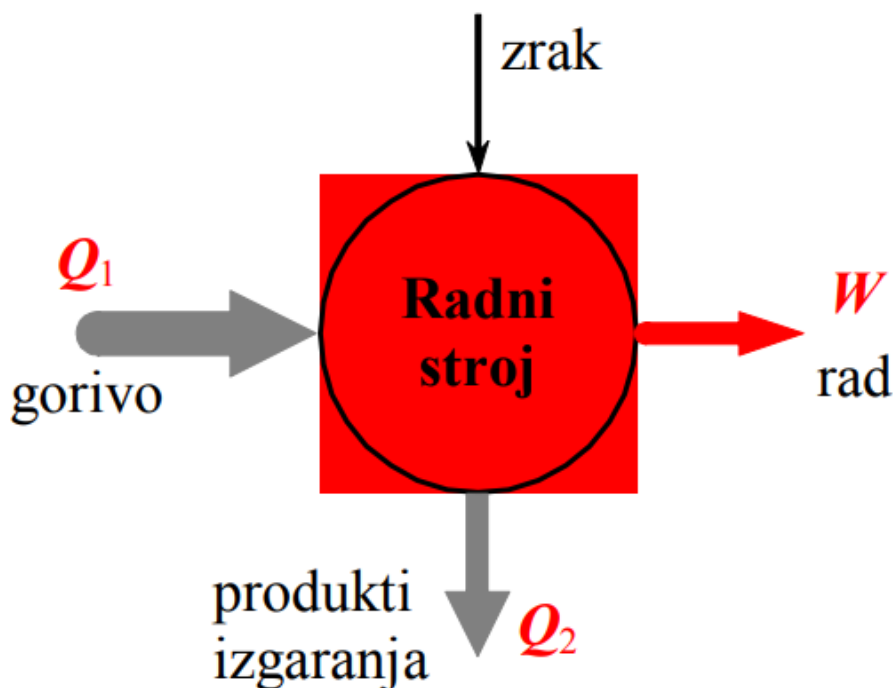 zrak
Q1
gorivo
Radni
stroj
W
rad
produkti
izgaranja
Q2